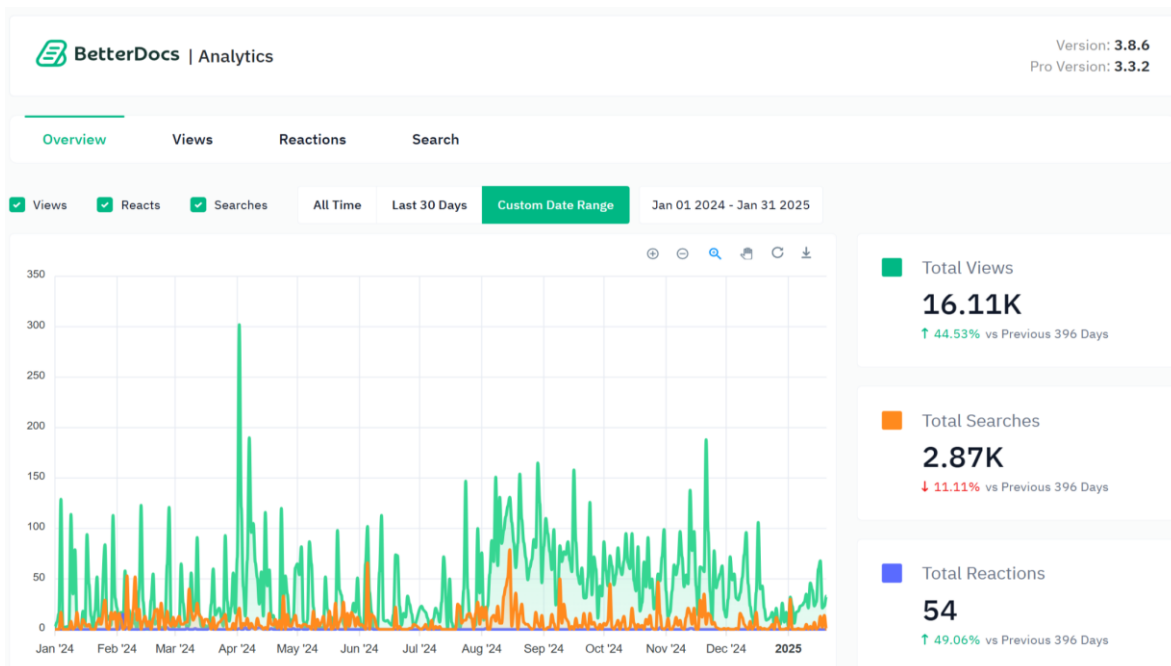 BetterDocs | Analytics
Version: 3.8.6
Pro Version: 3.3.2
Overview Views Reactions Search
Views Reacts Searches All Time Last 30 Days Custom Date Range Jan 01 2024 - Jan 31 2025
350
300
250
200
150
100
50
0
Jan '24 Feb '24 Mar '24 Apr '24 May '24 Jun '24 Jul '24 Aug '24 Sep '24 Oct '24 Nov '24 Dec '24 2025
Total Views
16.11K
↑ 44.53% vs Previous 396 Days
Total Searches
2.87K
↓ 11.11% vs Previous 396 Days
Total Reactions
54
↑ 49.06% vs Previous 396 Days